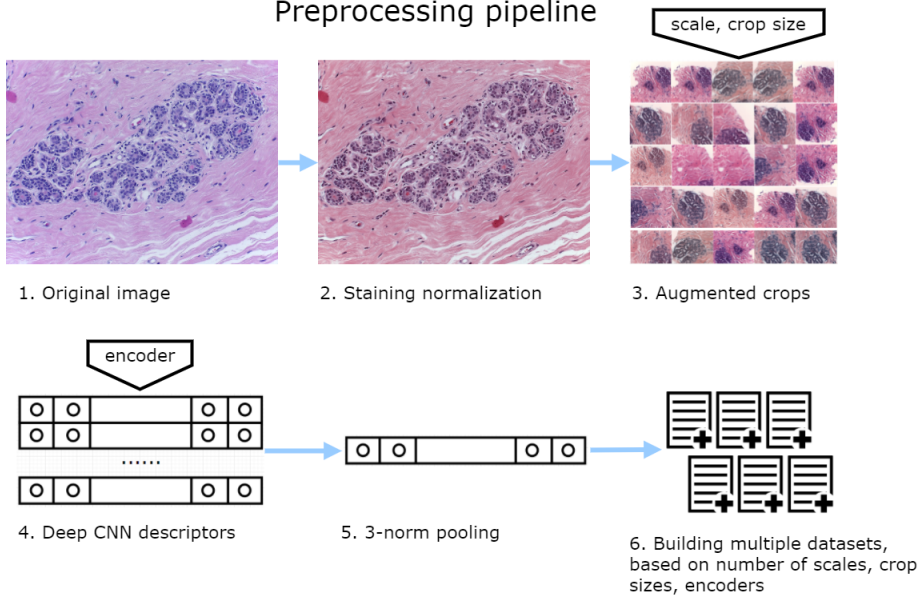 Preprocessing pipeline
scale, crop size
1. Original image
2. Staining normalization
3. Augmented crops
encoder
......
4. Deep CNN descriptors
5. 3-norm pooling
6. Building multiple datasets,
based on number of scales, crop
sizes, encoders